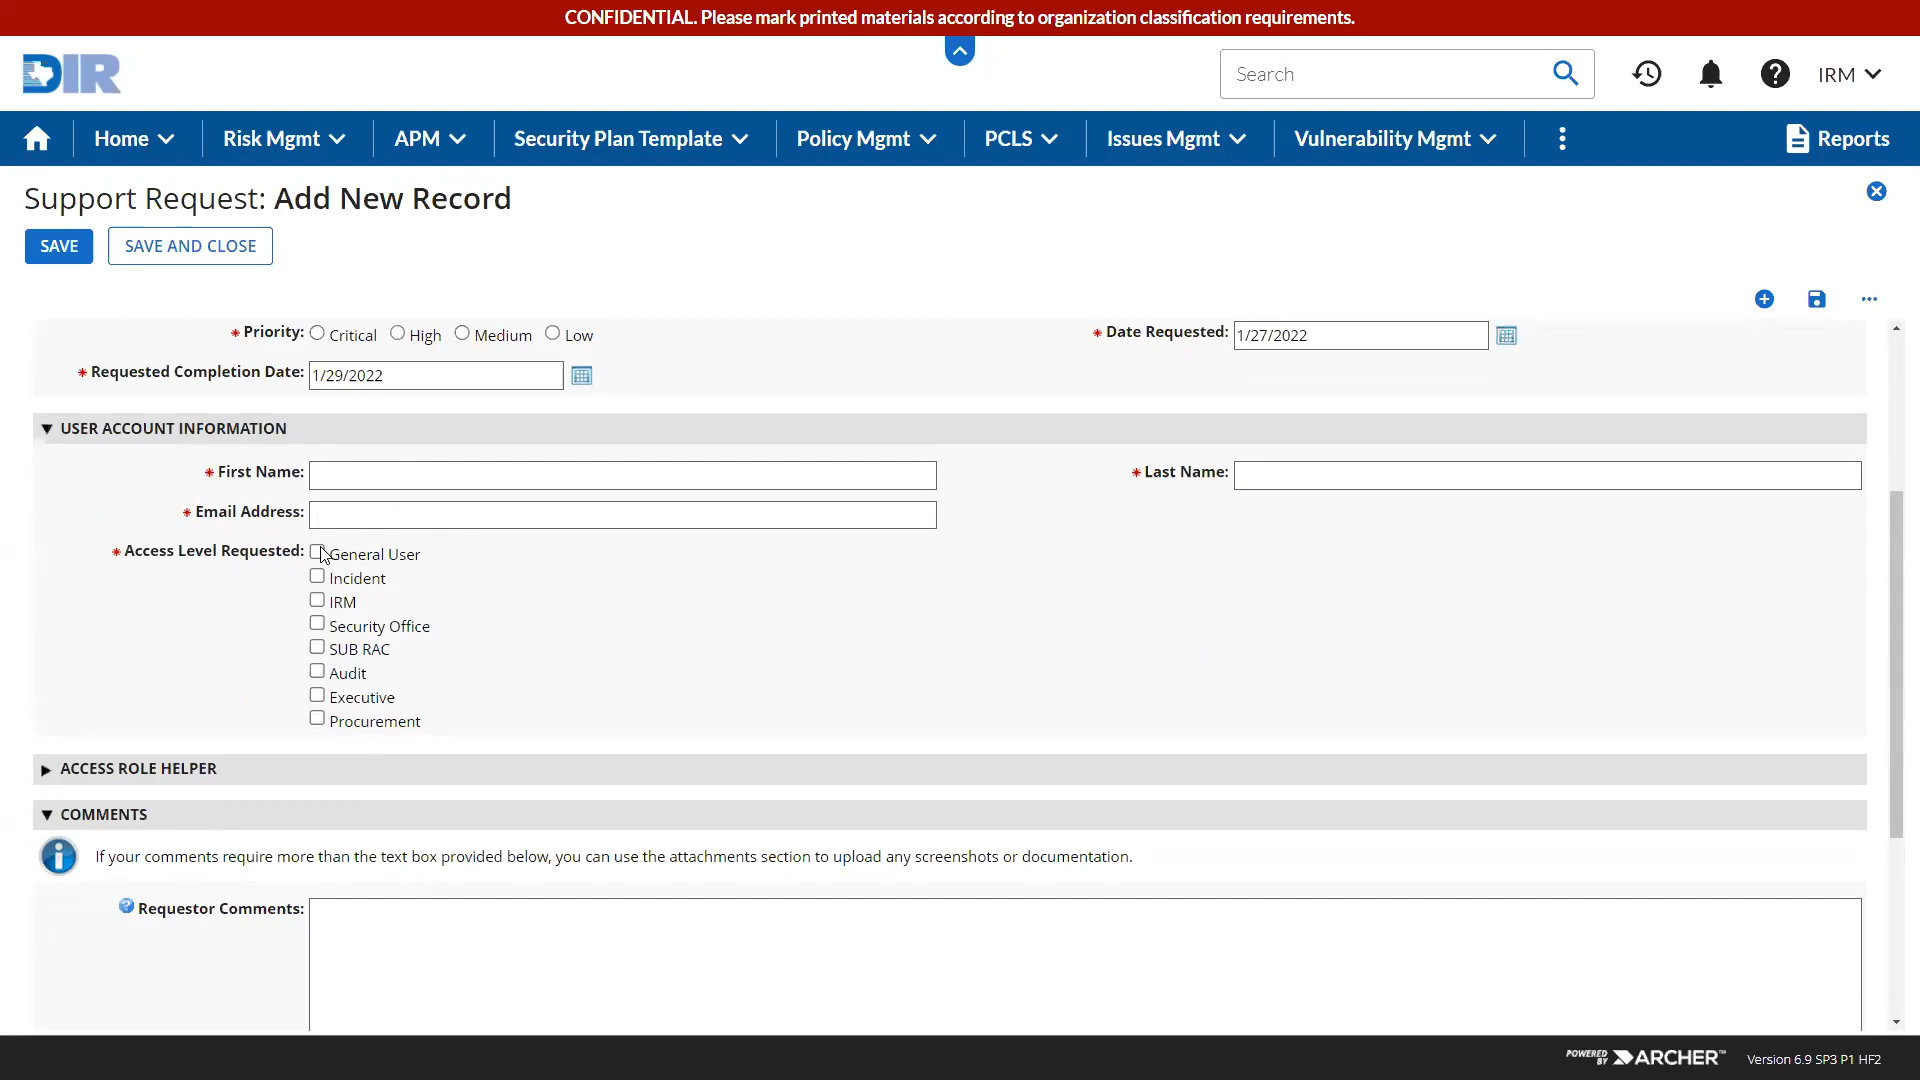 CONFIDENTIAL. Please mark printed materials according to organization classification requirements.
DIR
Search
IRM
Home Risk Mgmt APM Security Plan Template Policy Mgmt PCLS Issues Mgmt Vulnerability Mgmt Reports
Support Request: Add New Record
SAVE SAVE AND CLOSE
* Priority: Critical High Medium Low * Date Requested: 1/27/2022
* Requested Completion Date: 1/29/2022
USER ACCOUNT INFORMATION
* First Name: * Last Name:
* Email Address:
* Access Level Requested: General User
Incident
IRM
Security Office
SUB RAC
Audit
Executive
Procurement
ACCESS ROLE HELPER
COMMENTS
If your comments require more than the text box provided below, you can use the attachments section to upload any screenshots or documentation.
Requestor Comments:
POWERED BY ARCHER™ Version 6.9 SP3 P1 HF2